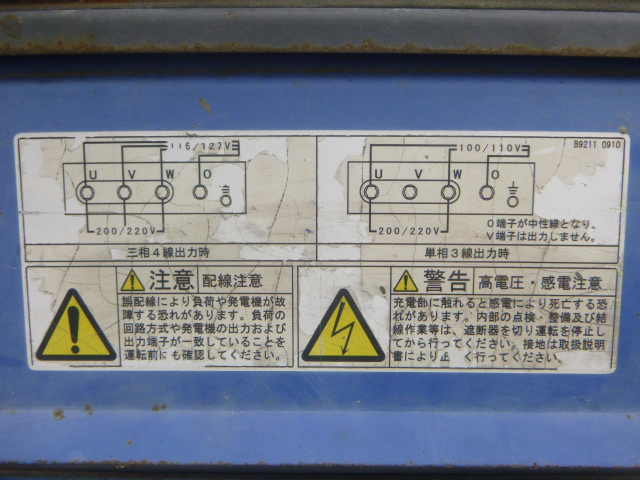 115/127V
U V W O
200/220V
三相4線出力時
100/110V
B9211 0910
U V W O
200/220V
O端子が中性線となり、
V端子は出力しません。
単相3線出力時
注意 配線注意
誤配線により負荷や発電機が故
障する恐れがあります。負荷の
回路方式や発電機の出力および
出力端子が一致していることを
運転前にも確認してください。
警告 高電圧・感電注意
充電部に触れると感電により死亡する恐
れがあります。内部の点検・整備及び結
線作業等は、遮断器を切り運転を停止し
てから行ってください。接地は取扱説明
書により止 く行ってください。